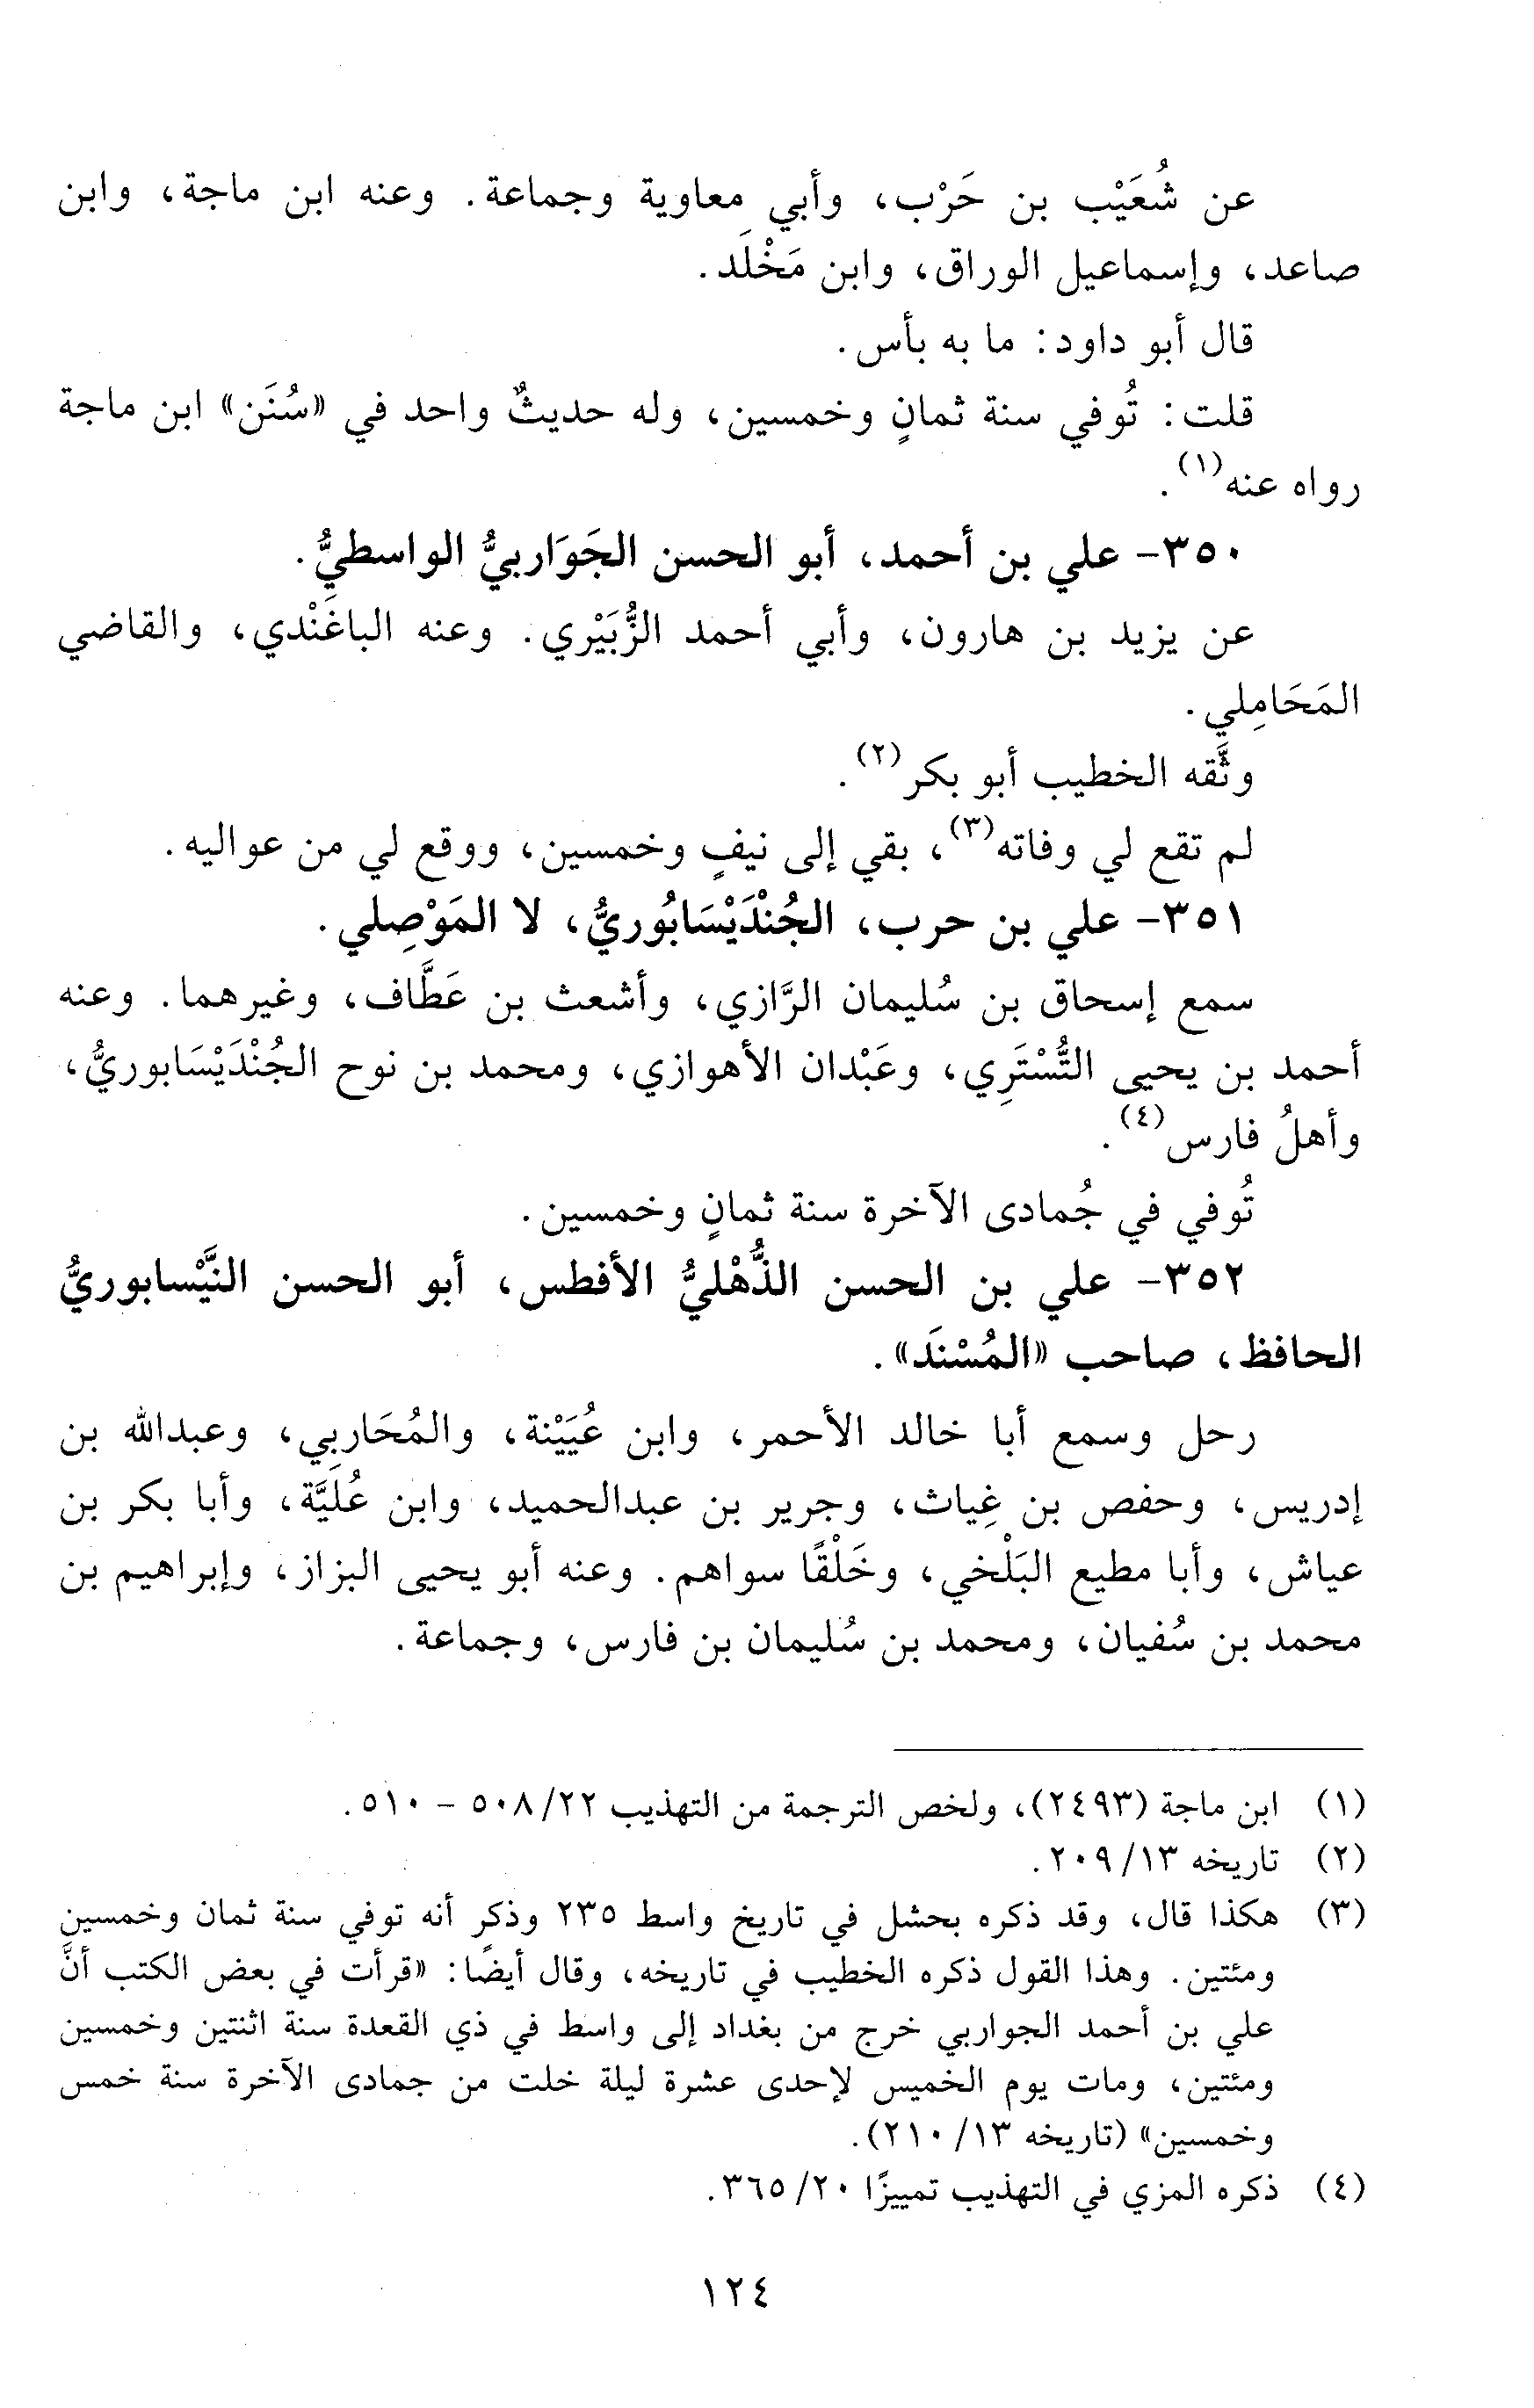 عن شُعَيْب بن حَرْب، وأبي معاوية وجماعة. وعنه ابن ماجة، وابن
صاعد، وإسماعيل الوراق، وابن مَخْلَد.
قال أبو داود: ما به بأس.
قلت: تُوفي سنة ثمانٍ وخمسين، وله حديثٌ واحد في «سُنَن» ابن ماجة
رواه عنه(١).
٣٥٠- علي بن أحمد، أبو الحسن الجَوَاربيُّ الواسطيُّ.
عن يزيد بن هارون، وأبي أحمد الزُّبَيْري. وعنه الباغَنْدي، والقاضي
المَحَامِلي.
وثَّقه الخطيب أبو بكر(٢).
لم تقع لي وفاته(٣)، بقي إلى نيفٍ وخمسين، ووقع لي من عواليه.
٣٥١- علي بن حرب، الجُنْدَيْسَابُوريُّ، لا المَوْصِلي.
سمع إسحاق بن سُليمان الرَّازي، وأشعث بن عَطَّاف، وغيرهما. وعنه
أحمد بن يحيى التُّسْتَرِي، وعَبْدان الأهوازي، ومحمد بن نوح الجُنْدَيْسَابوريُّ،
وأهلُ فارس(٤).
تُوفي في جُمادى الآخرة سنة ثمانٍ وخمسين.
٣٥٢- علي بن الحسن الذُّهْليُّ الأفطس، أبو الحسن النَّيْسابوريُّ
الحافظ، صاحب «المُسْنَد».
رحل وسمع أبا خالد الأحمر، وابن عُيَيْنة، والمُحَاربي، وعبدالله بن
إدريس، وحفص بن غِياث، وجرير بن عبدالحميد، وابن عُلَيَّة، وأبا بكر بن
عياش، وأبا مطيع البَلْخي، وخَلْقًا سواهم. وعنه أبو يحيى البزاز، وإبراهيم بن
محمد بن سُفيان، ومحمد بن سُليمان بن فارس، وجماعة.
(١) ابن ماجة (٢٤٩٣)، ولخص الترجمة من التهذيب ٢٢/ ٥٠٨ - ٥١٠.
(٢) تاريخه ١٣/ ٢٠٩.
(٣) هكذا قال، وقد ذكره بحشل في تاريخ واسط ٢٣٥ وذكر أنه توفي سنة ثمان وخمسين
ومئتين. وهذا القول ذكره الخطيب في تاريخه، وقال أيضًا: «قرأت في بعض الكتب أنَّ
علي بن أحمد الجواربي خرج من بغداد إلى واسط في ذي القعدة سنة اثنتين وخمسين
ومئتين، ومات يوم الخميس لإحدى عشرة ليلة خلت من جمادى الآخرة سنة خمس
وخمسين» (تاريخه ١٣/ ٢١٠).
(٤) ذكره المزي في التهذيب تمييزًا ٢٠/ ٣٦٥.
١٢٤